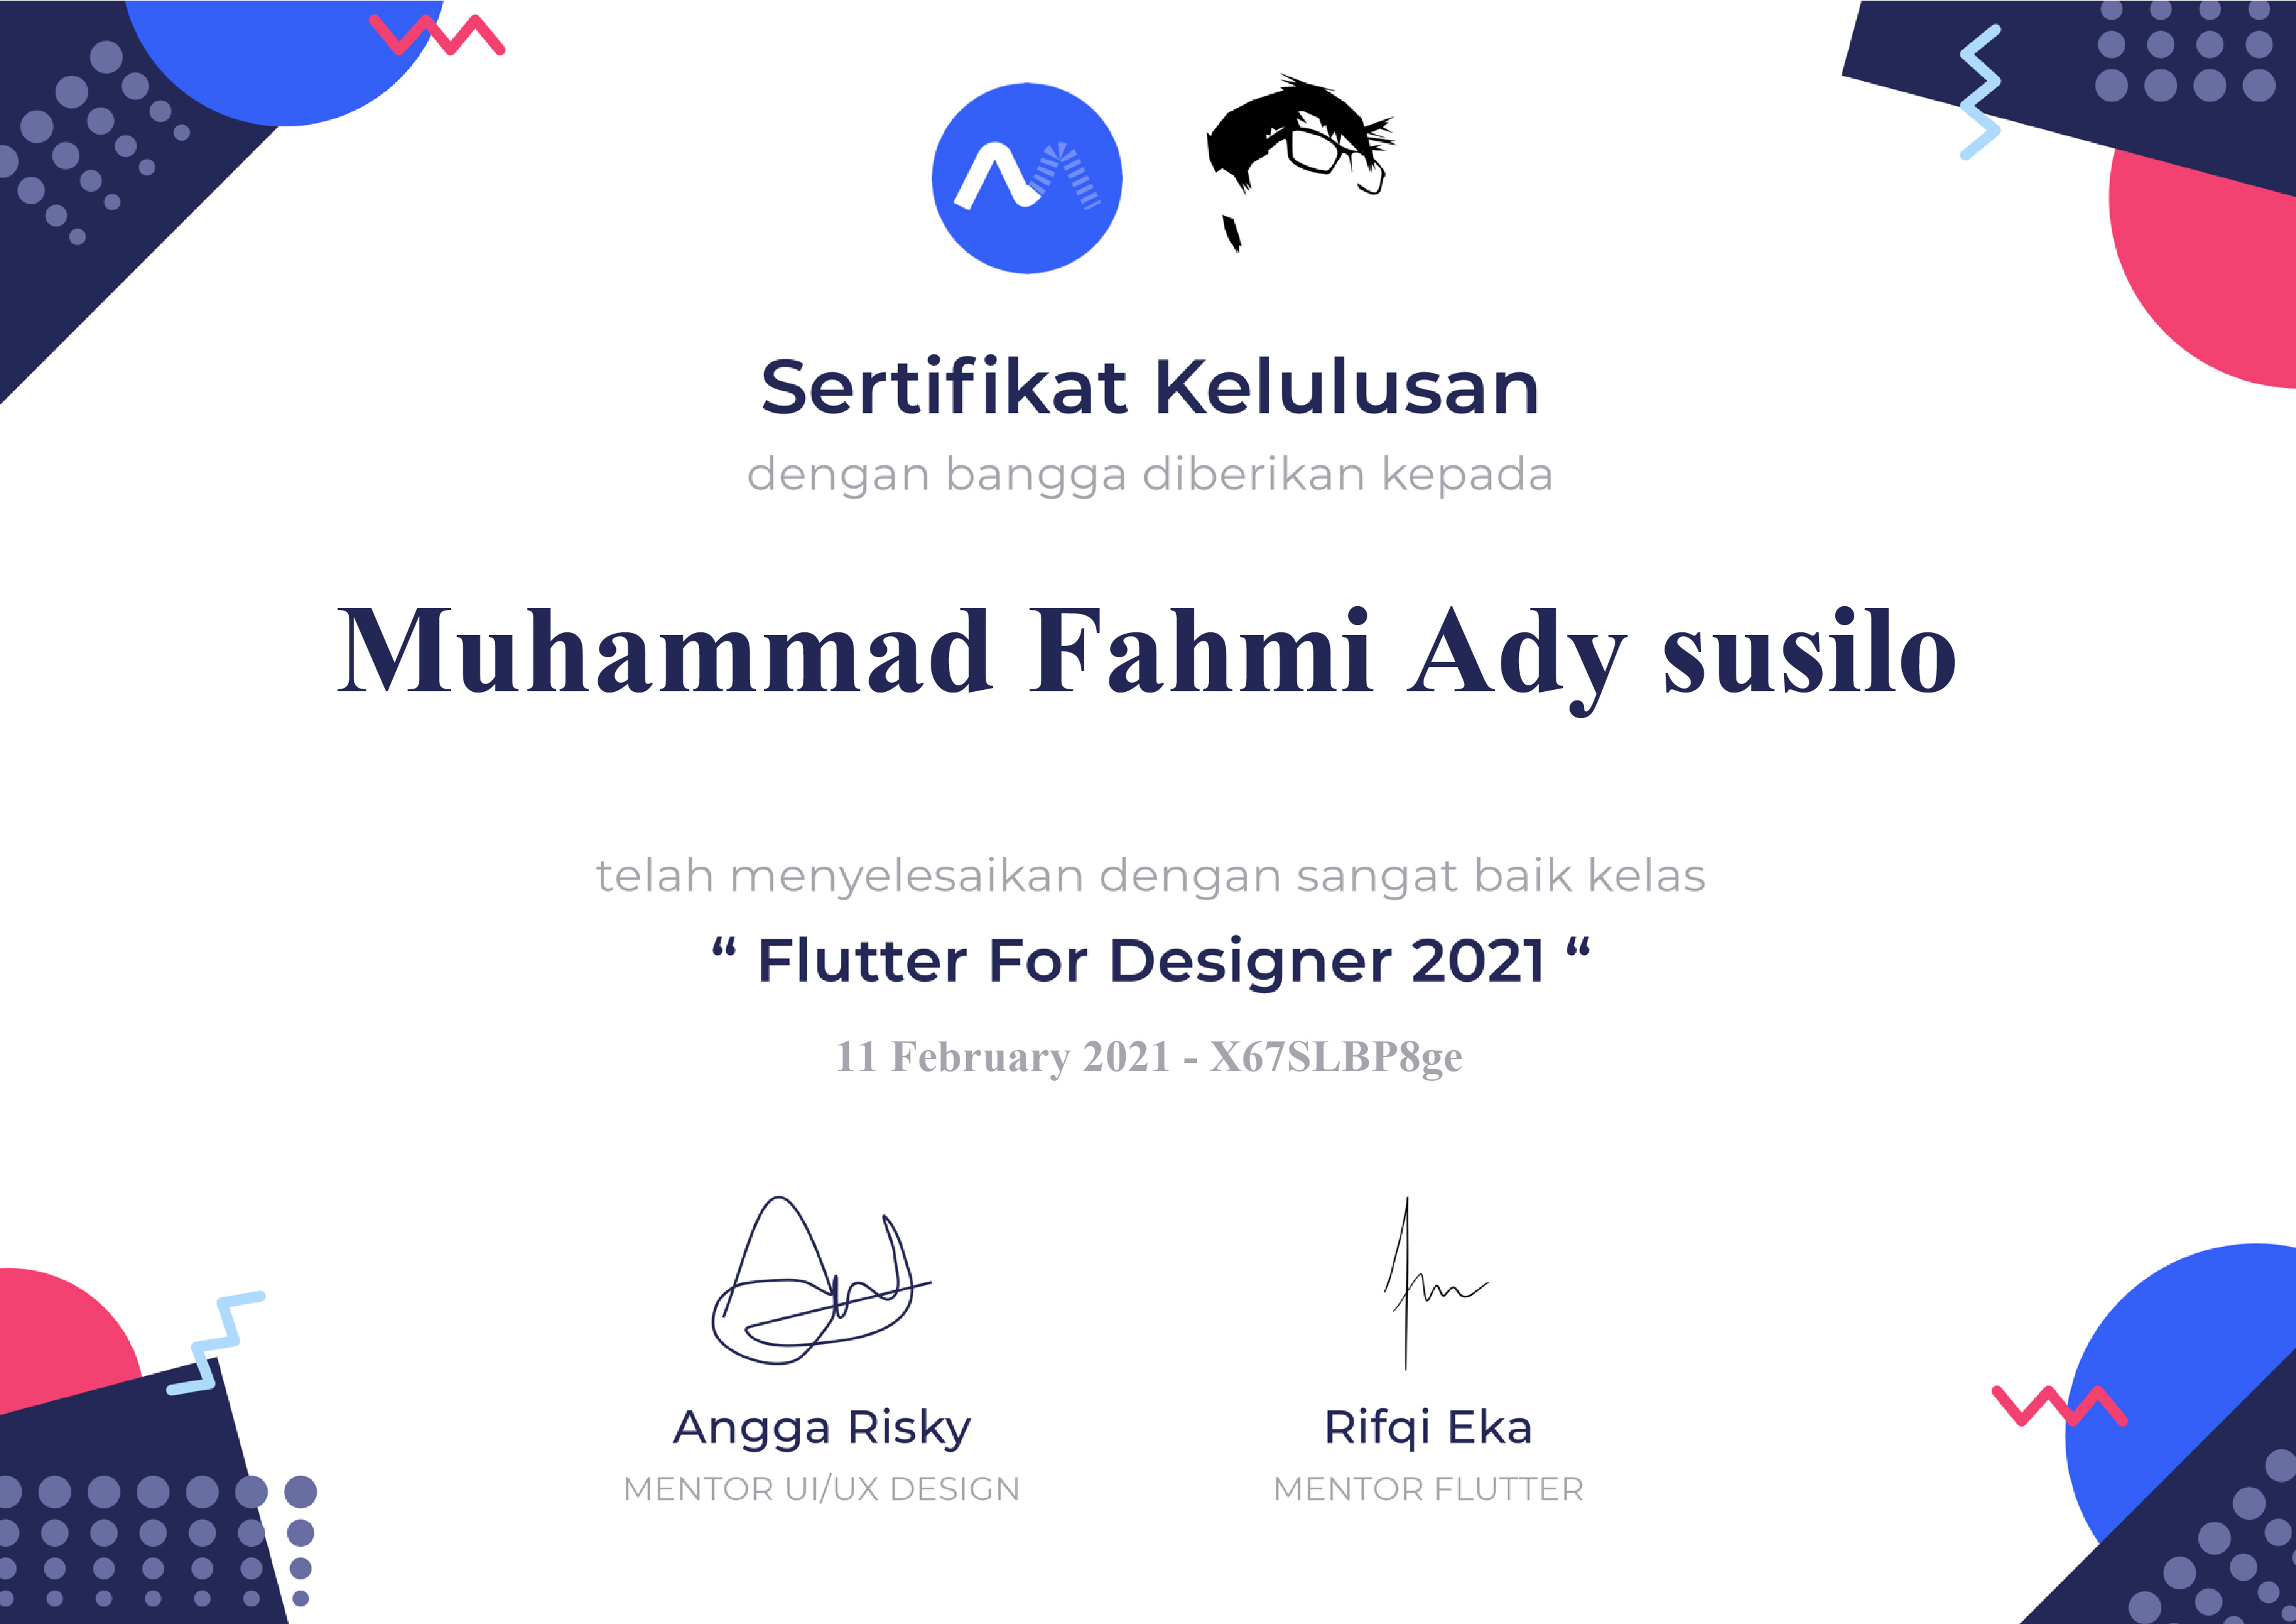 Sertifikat Kelulusan
dengan bangga diberikan kepada
Muhammad Fahmi Ady susilo
telah menyelesaikan dengan sangat baik kelas
“ Flutter For Designer 2021 “
11 February 2021 - X67SLBP8ge
Angga Risky
MENTOR UI/UX DESIGN
Rifqi Eka
MENTOR FLUTTER